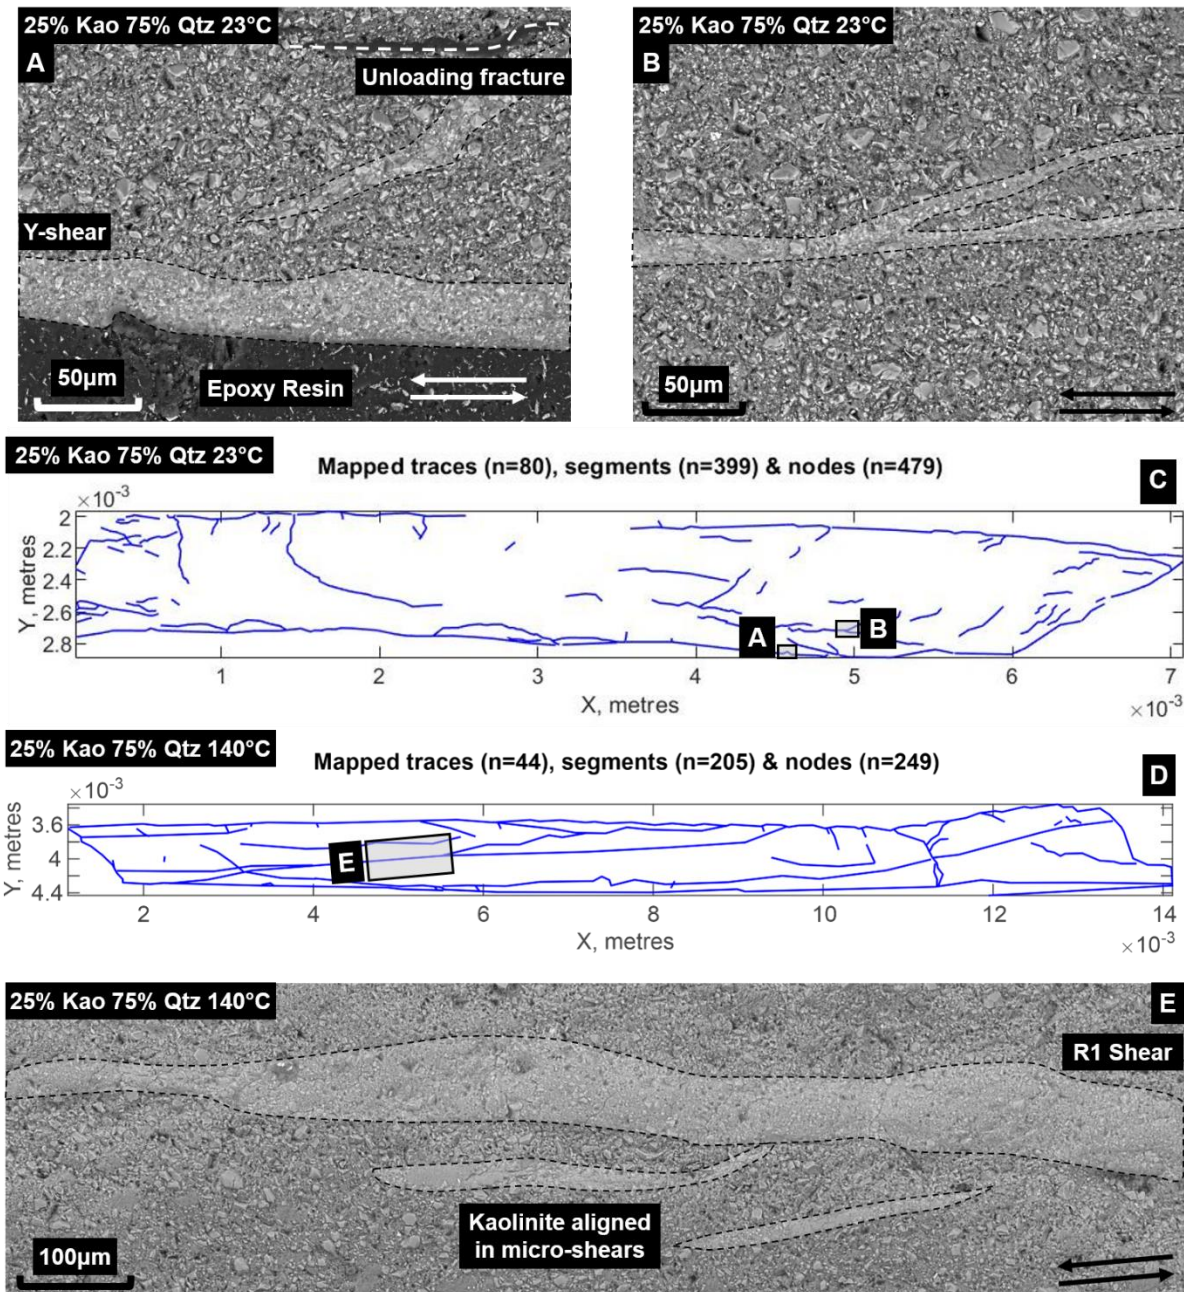 25% Kao 75% Qtz 23°C
A
Unloading fracture
Y-shear
50µm
Epoxy Resin
25% Kao 75% Qtz 23°C
B
50µm
25% Kao 75% Qtz 23°C
Mapped traces (n=80), segments (n=399) & nodes (n=479)
C
×10⁻³
2
2.2
2.4
2.6
2.8
Y, metres
A
B
1 2 3 4 5 6 7
X, metres
×10⁻³
25% Kao 75% Qtz 140°C
Mapped traces (n=44), segments (n=205) & nodes (n=249)
D
×10⁻³
3.6
4
4.4
Y, metres
E
2 4 6 8 10 12 14
X, metres
×10⁻³
25% Kao 75% Qtz 140°C
E
R1 Shear
Kaolinite aligned
in micro-shears
100µm